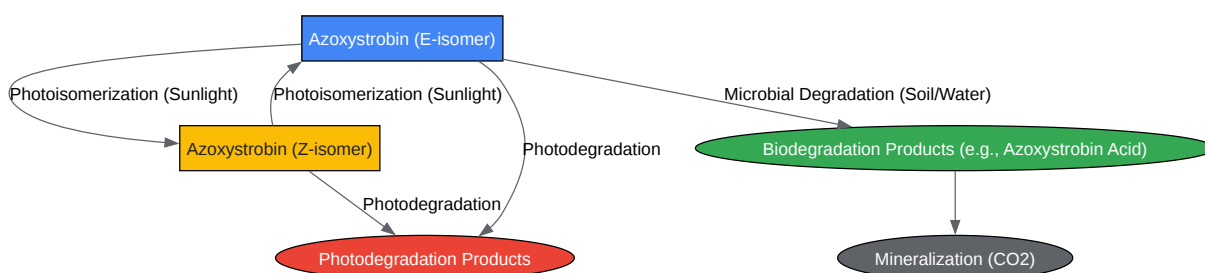 Azoxystrobin (E-isomer)
Photoisomerization (Sunlight)
Photoisomerization (Sunlight)
Microbial Degradation (Soil/Water)
Azoxystrobin (Z-isomer)
Photodegradation
Biodegradation Products (e.g., Azoxystrobin Acid)
Photodegradation
Photodegradation Products
Mineralization (CO2)